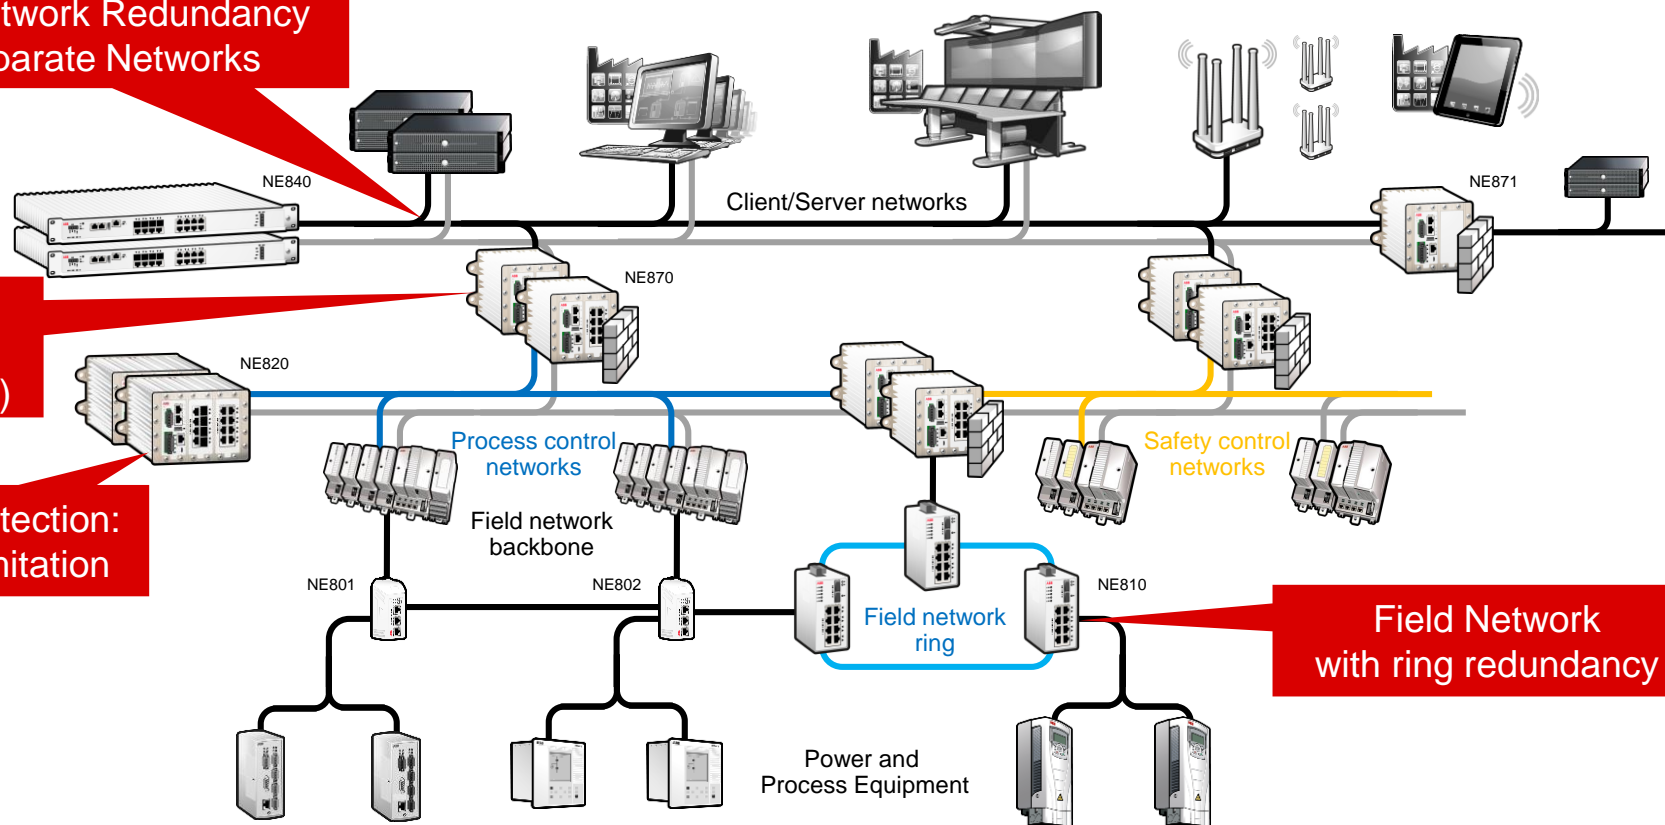 twork Redundancy
parate Networks
NE840
Client/Server networks
NE871
NE870
)
NE820
Process control
networks
Safety control
networks
tection:
nitation
Field network
backbone
NE801
NE802
NE810
Field network
ring
Field Network
with ring redundancy
Power and
Process Equipment